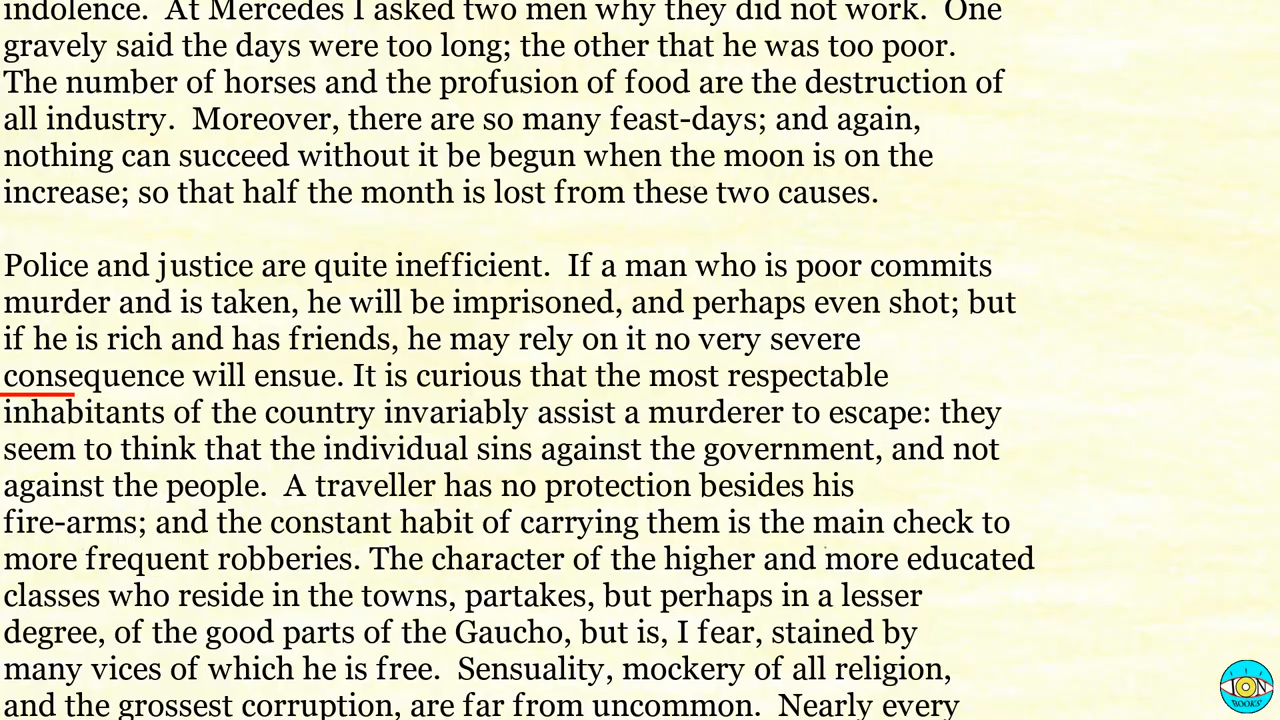 indolence.  At Mercedes I asked two men why they did not work.  One
gravely said the days were too long; the other that he was too poor.
The number of horses and the profusion of food are the destruction of
all industry.  Moreover, there are so many feast-days; and again,
nothing can succeed without it be begun when the moon is on the
increase; so that half the month is lost from these two causes.

Police and justice are quite inefficient.  If a man who is poor commits
murder and is taken, he will be imprisoned, and perhaps even shot; but
if he is rich and has friends, he may rely on it no very severe
consequence will ensue. It is curious that the most respectable
inhabitants of the country invariably assist a murderer to escape: they
seem to think that the individual sins against the government, and not
against the people.  A traveller has no protection besides his
fire-arms; and the constant habit of carrying them is the main check to
more frequent robberies. The character of the higher and more educated
classes who reside in the towns, partakes, but perhaps in a lesser
degree, of the good parts of the Gaucho, but is, I fear, stained by
many vices of which he is free.  Sensuality, mockery of all religion,
and the grossest corruption, are far from uncommon.  Nearly every
ION
BOOKS